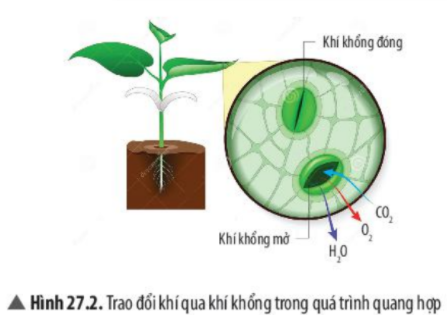 Khí khổng đóng
CO₂
O₂
Khí khổng mở
H₂O
▲ Hình 27.2. Trao đổi khí qua khí khổng trong quá trình quang hợp